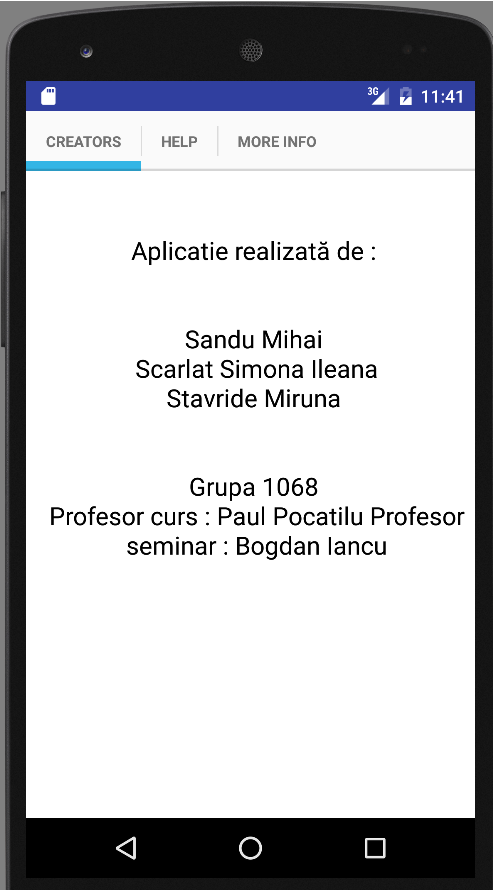 3G 11:41
CREATORS HELP MORE INFO
Aplicatie realizată de :
Sandu Mihai
Scarlat Simona Ileana
Stavride Miruna
Grupa 1068
Profesor curs : Paul Pocatilu Profesor
seminar : Bogdan Iancu